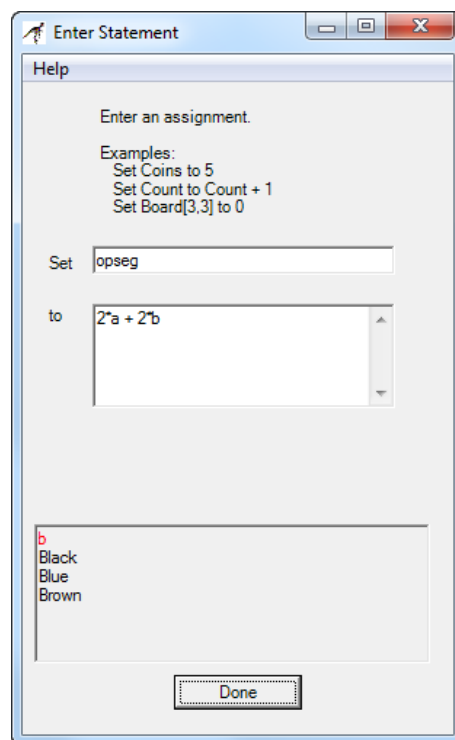 Enter Statement
Help
Enter an assignment.
Examples:
Set Coins to 5
Set Count to Count + 1
Set Board[3,3] to 0
Set opseg
to 2*a + 2*b
b
Black
Blue
Brown
Done